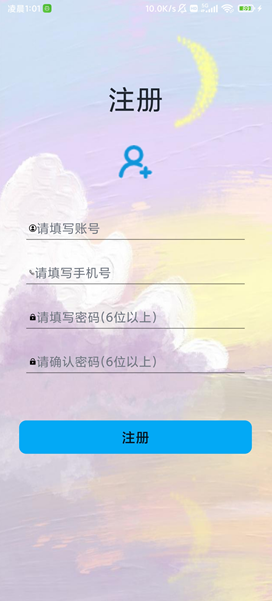 凌晨1:01 10.0K/s
注册
请填写账号
请填写手机号
请填写密码(6位以上)
请确认密码(6位以上)
注册